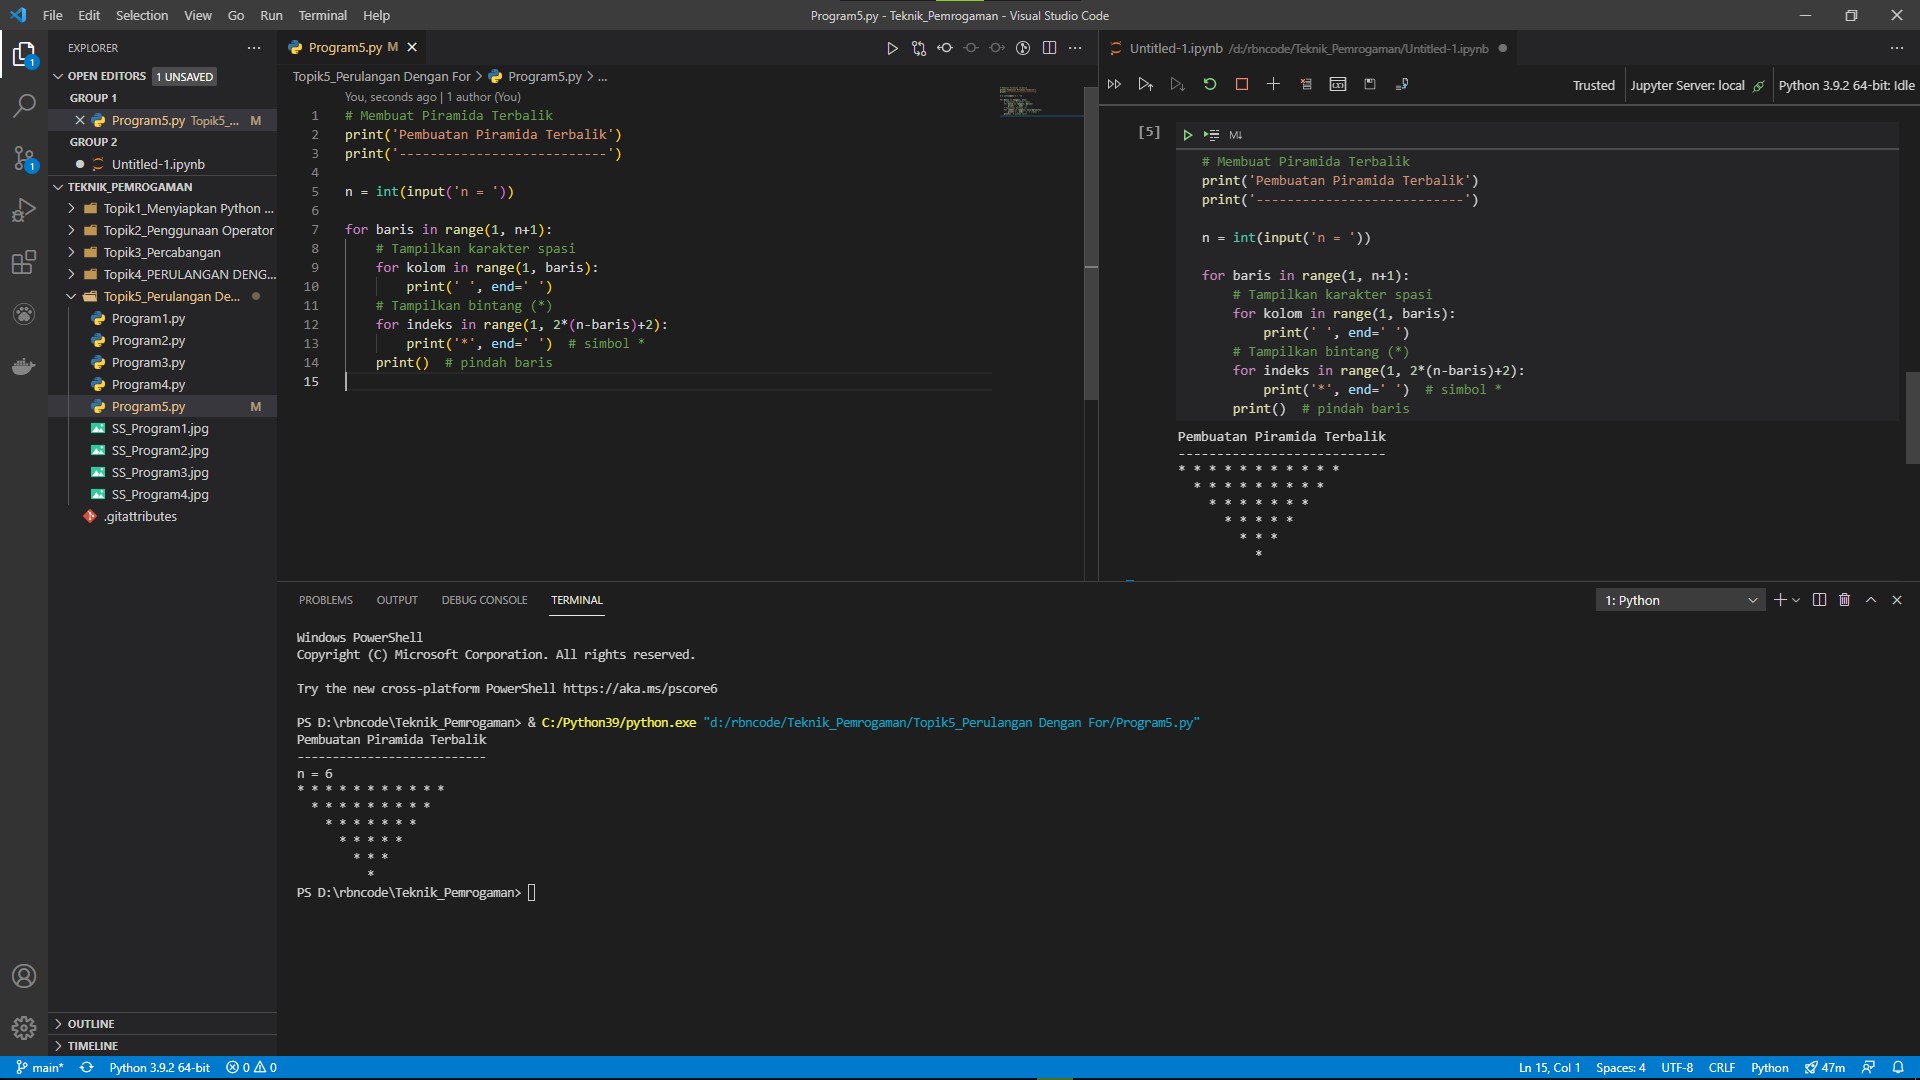 File Edit Selection View Go Run Terminal Help
Program5.py - Teknik_Pemrogaman - Visual Studio Code
EXPLORER
OPEN EDITORS 1 UNSAVED
GROUP 1
Program5.py Topik5_... M
GROUP 2
Untitled-1.ipynb
TEKNIK_PEMROGAMAN
Topik1_Menyiapkan Python ...
Topik2_Penggunaan Operator
Topik3_Percabangan
Topik4_PERULANGAN DENG...
Topik5_Perulangan De...
Program1.py
Program2.py
Program3.py
Program4.py
Program5.py M
SS_Program1.jpg
SS_Program2.jpg
SS_Program3.jpg
SS_Program4.jpg
.gitattributes
OUTLINE
TIMELINE
Program5.py M
Topik5_Perulangan Dengan For > Program5.py > ...
You, seconds ago | 1 author (You)
1 # Membuat Piramida Terbalik
2 print('Pembuatan Piramida Terbalik')
3 print('---------------------------')
4
5 n = int(input('n = '))
6
7 for baris in range(1, n+1):
8 # Tampilkan karakter spasi
9 for kolom in range(1, baris):
10 print(' ', end=' ')
11 # Tampilkan bintang (*)
12 for indeks in range(1, 2*(n-baris)+2):
13 print('*', end=' ') # simbol *
14 print() # pindah baris
15
Untitled-1.ipynb /d:/rbncode/Teknik_Pemrogaman/Untitled-1.ipynb
Trusted Jupyter Server: local Python 3.9.2 64-bit: Idle
[5] M↓
# Membuat Piramida Terbalik
print('Pembuatan Piramida Terbalik')
print('---------------------------')
n = int(input('n = '))
for baris in range(1, n+1):
# Tampilkan karakter spasi
for kolom in range(1, baris):
print(' ', end=' ')
# Tampilkan bintang (*)
for indeks in range(1, 2*(n-baris)+2):
print('*', end=' ') # simbol *
print() # pindah baris
Pembuatan Piramida Terbalik
---------------------------
* * * * * * * * * * *
* * * * * * * * *
* * * * * * *
* * * * *
* * *
*
PROBLEMS OUTPUT DEBUG CONSOLE TERMINAL
1: Python
Windows PowerShell
Copyright (C) Microsoft Corporation. All rights reserved.
Try the new cross-platform PowerShell https://aka.ms/pscore6
PS D:\rbncode\Teknik_Pemrogaman> & C:/Python39/python.exe "d:/rbncode/Teknik_Pemrogaman/Topik5_Perulangan Dengan For/Program5.py"
Pembuatan Piramida Terbalik
---------------------------
n = 6
* * * * * * * * * * *
* * * * * * * * *
* * * * * * *
* * * * *
* * *
*
PS D:\rbncode\Teknik_Pemrogaman>
main* Python 3.9.2 64-bit 0 0
Ln 15, Col 1 Spaces: 4 UTF-8 CRLF Python 47m